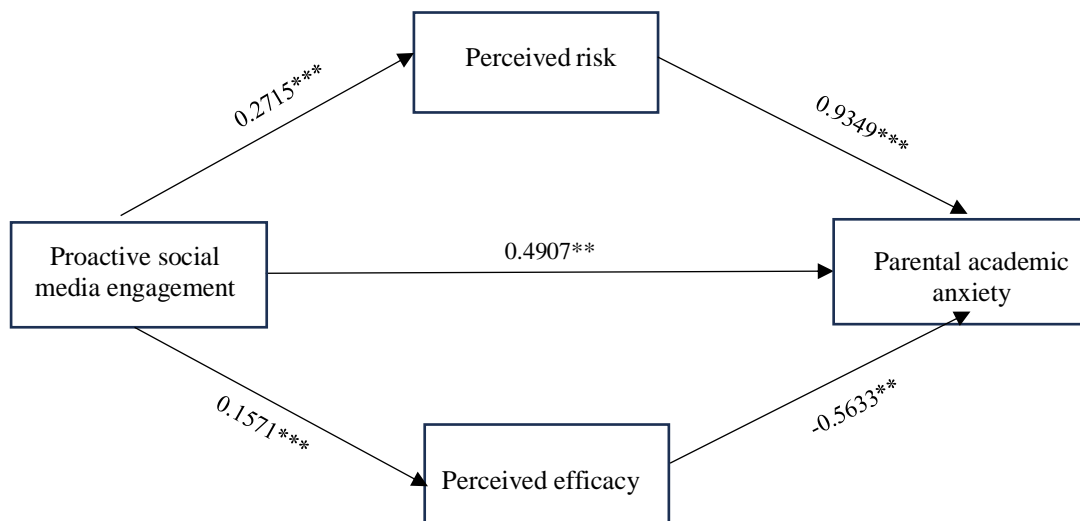 Perceived risk
0.2715***
0.9349***
Proactive social
media engagement
0.4907**
Parental academic
anxiety
0.1571***
-0.5633**
Perceived efficacy